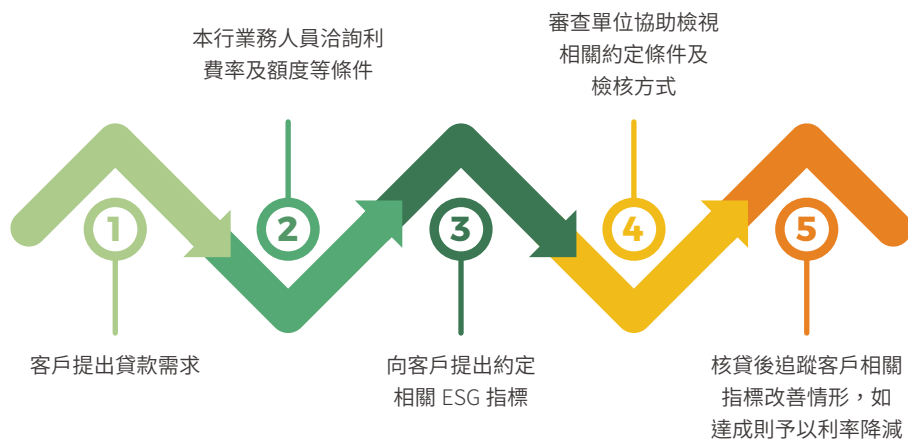 1
客戶提出貸款需求
2
本行業務人員洽詢利
費率及額度等條件
3
向客戶提出約定
相關 ESG 指標
4
審查單位協助檢視
相關約定條件及
檢核方式
5
核貸後追蹤客戶相關
指標改善情形，如
達成則予以利率降減